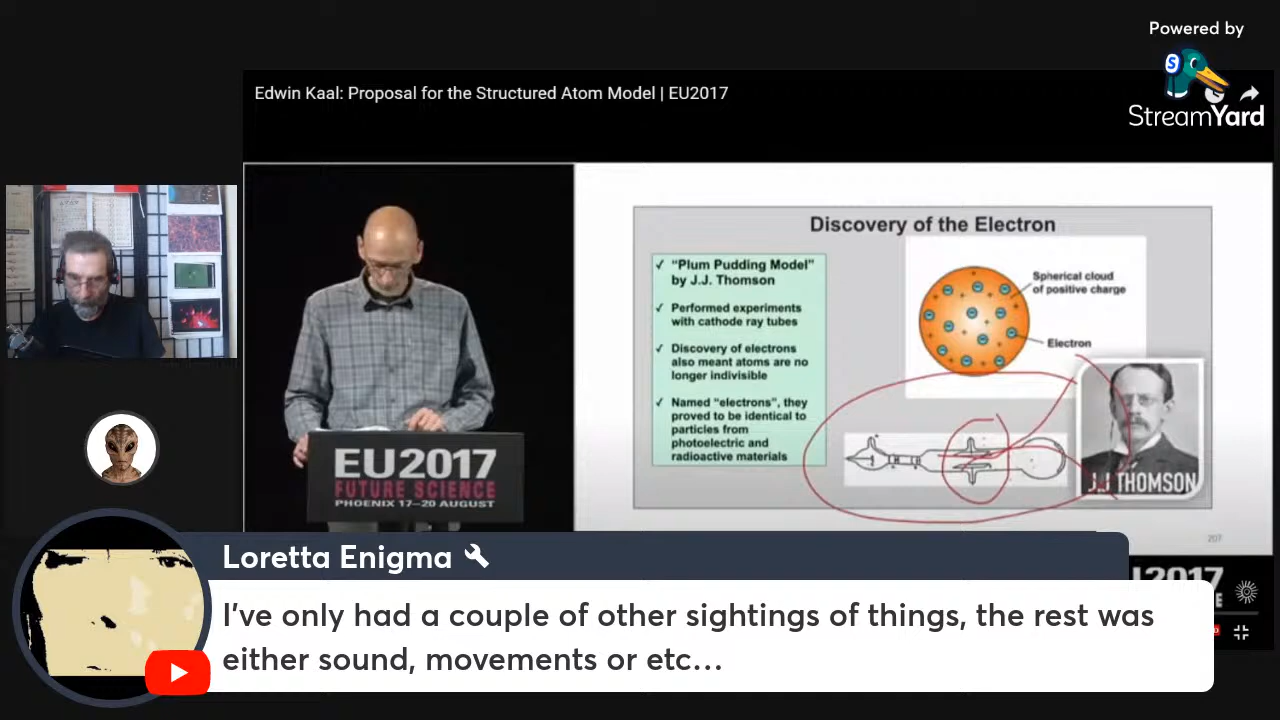 Powered by
StreamYard
Edwin Kaal: Proposal for the Structured Atom Model | EU2017
Discovery of the Electron
✓ “Plum Pudding Model”
by J.J. Thomson
✓ Performed experiments
with cathode ray tubes
✓ Discovery of electrons
also meant atoms are no
longer indivisible
✓ Named “electrons”, they
proved to be identical to
particles from
photoelectric and
radioactive materials
Spherical cloud
of positive charge
Electron
J.J THOMSON
207
EU2017
FUTURE SCIENCE
PHOENIX 17–20 AUGUST
Loretta Enigma
I’ve only had a couple of other sightings of things, the rest was
either sound, movements or etc...